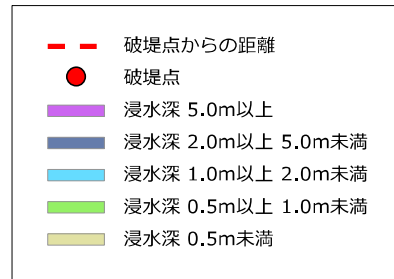 破堤点からの距離
破堤点
浸水深 5.0m以上
浸水深 2.0m以上 5.0m未満
浸水深 1.0m以上 2.0m未満
浸水深 0.5m以上 1.0m未満
浸水深 0.5m未満